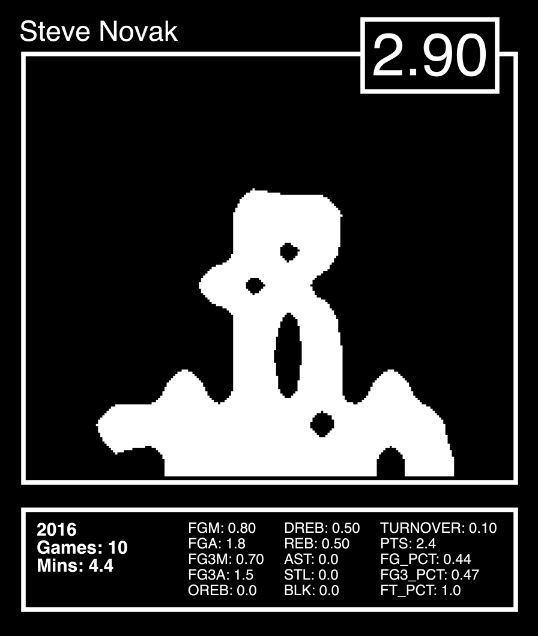 Steve Novak
2.90
2016
Games: 10
Mins: 4.4
FGM: 0.80
FGA: 1.8
FG3M: 0.70
FG3A: 1.5
OREB: 0.0
DREB: 0.50
REB: 0.50
AST: 0.0
STL: 0.0
BLK: 0.0
TURNOVER: 0.10
PTS: 2.4
FG_PCT: 0.44
FG3_PCT: 0.47
FT_PCT: 1.0